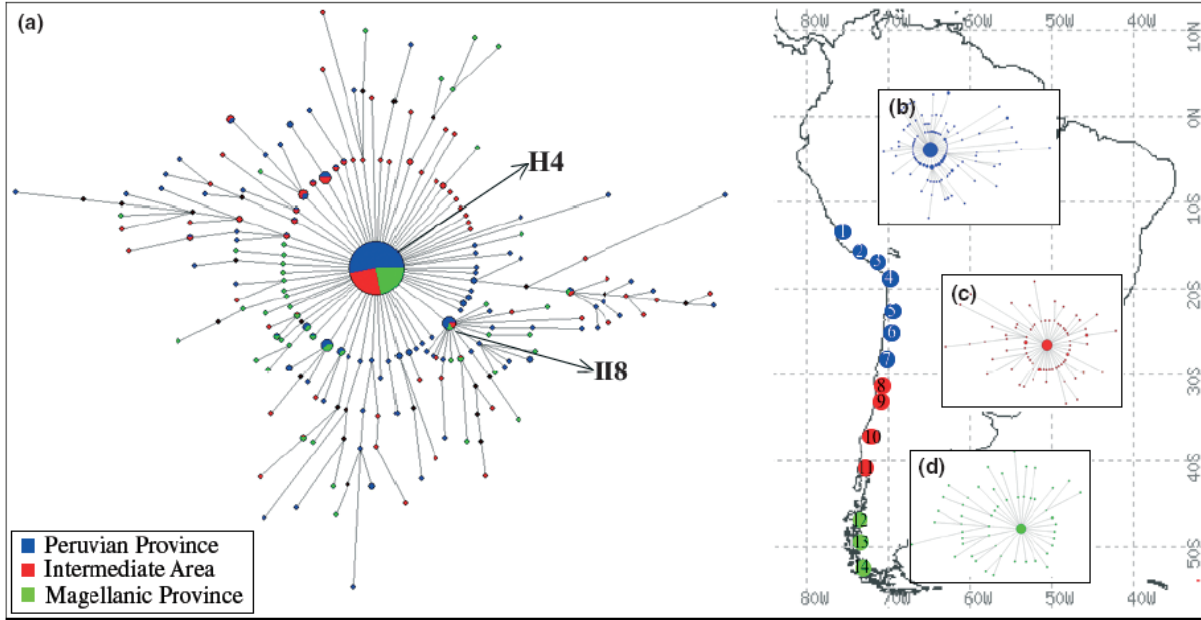 (a)
H4
II8
Peruvian Province
Intermediate Area
Magellanic Province
80W 70W 60W 50W 40W
10N
0N
10S
20S
30S
40S
50S
(b)
(c)
(d)
1
2
3
4
5
6
7
8
9
10
11
12
13
14
80W 70W 60W 50W 40W